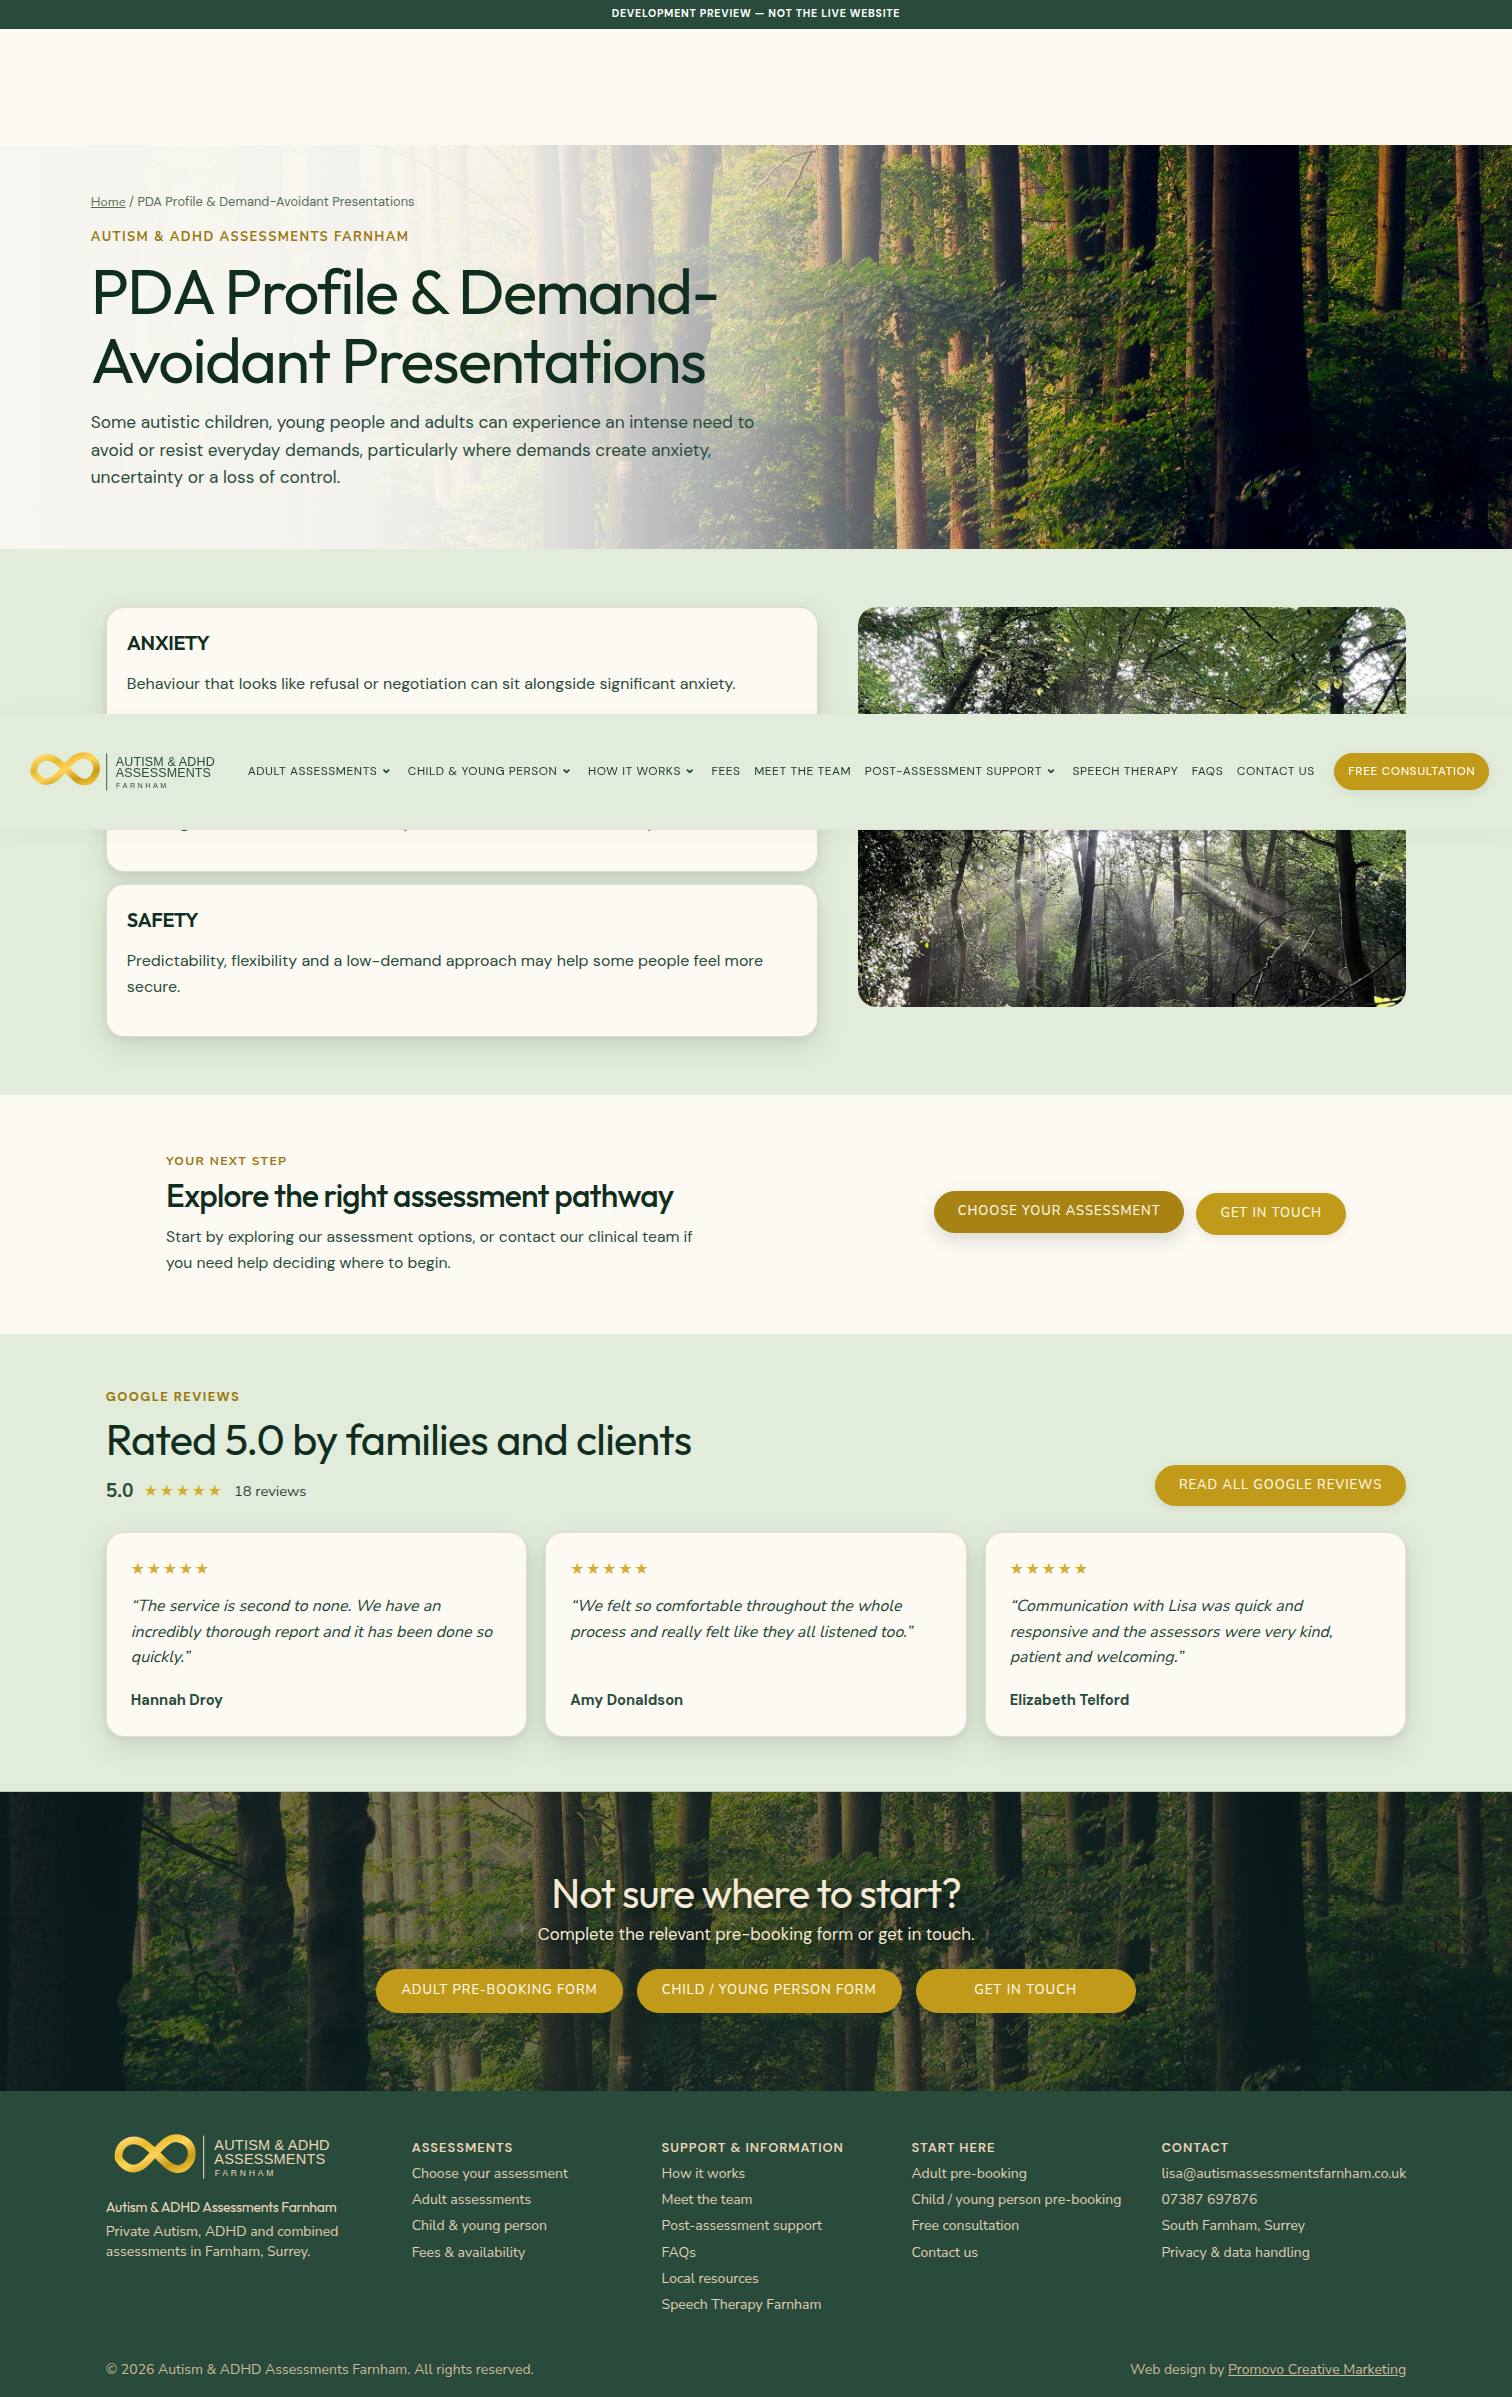 DEVELOPMENT PREVIEW — NOT THE LIVE WEBSITE
Home / PDA Profile & Demand-Avoidant Presentations
AUTISM & ADHD ASSESSMENTS FARNHAM
PDA Profile & Demand-
Avoidant Presentations
Some autistic children, young people and adults can experience an intense need to
avoid or resist everyday demands, particularly where demands create anxiety,
uncertainty or a loss of control.
ANXIETY
Behaviour that looks like refusal or negotiation can sit alongside significant anxiety.
AUTISM & ADHD
ASSESSMENTS
FARNHAM
ADULT ASSESSMENTS CHILD & YOUNG PERSON HOW IT WORKS FEES MEET THE TEAM POST-ASSESSMENT SUPPORT SPEECH THERAPY FAQS CONTACT US FREE CONSULTATION
SAFETY
Predictability, flexibility and a low-demand approach may help some people feel more
secure.
YOUR NEXT STEP
Explore the right assessment pathway
Start by exploring our assessment options, or contact our clinical team if
you need help deciding where to begin.
CHOOSE YOUR ASSESSMENT GET IN TOUCH
GOOGLE REVIEWS
Rated 5.0 by families and clients
5.0 ★★★★★ 18 reviews
READ ALL GOOGLE REVIEWS
★★★★★
“The service is second to none. We have an
incredibly thorough report and it has been done so
quickly.”
Hannah Droy
★★★★★
“We felt so comfortable throughout the whole
process and really felt like they all listened too.”
Amy Donaldson
★★★★★
“Communication with Lisa was quick and
responsive and the assessors were very kind,
patient and welcoming.”
Elizabeth Telford
Not sure where to start?
Complete the relevant pre-booking form or get in touch.
ADULT PRE-BOOKING FORM CHILD / YOUNG PERSON FORM GET IN TOUCH
AUTISM & ADHD
ASSESSMENTS
FARNHAM
Autism & ADHD Assessments Farnham
Private Autism, ADHD and combined
assessments in Farnham, Surrey.
ASSESSMENTS
Choose your assessment
Adult assessments
Child & young person
Fees & availability
SUPPORT & INFORMATION
How it works
Meet the team
Post-assessment support
FAQs
Local resources
Speech Therapy Farnham
START HERE
Adult pre-booking
Child / young person pre-booking
Free consultation
Contact us
CONTACT
lisa@autismassessmentsfarnham.co.uk
07387 697876
South Farnham, Surrey
Privacy & data handling
© 2026 Autism & ADHD Assessments Farnham. All rights reserved.
Web design by Promovo Creative Marketing